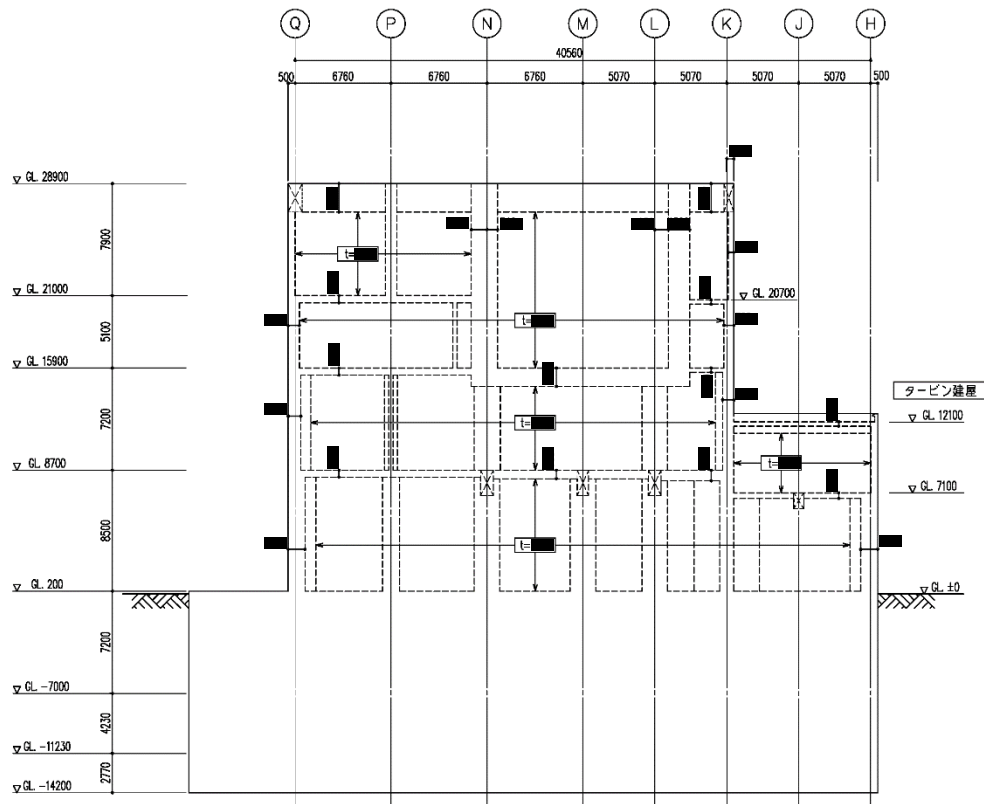 Q P N M L K J H
40560
500 6760 6760 6760 5070 5070 5070 5070 500
GL. 28900
7900
GL. 21000
GL. 20700
5100
GL. 15900
7200
タービン建屋
GL. 12100
GL. 8700
GL. 7100
8500
GL. 200
GL. ±0
7200
GL. -7000
4230
GL. -11230
2770
GL. -14200
t=
t=
t=
t=
t=